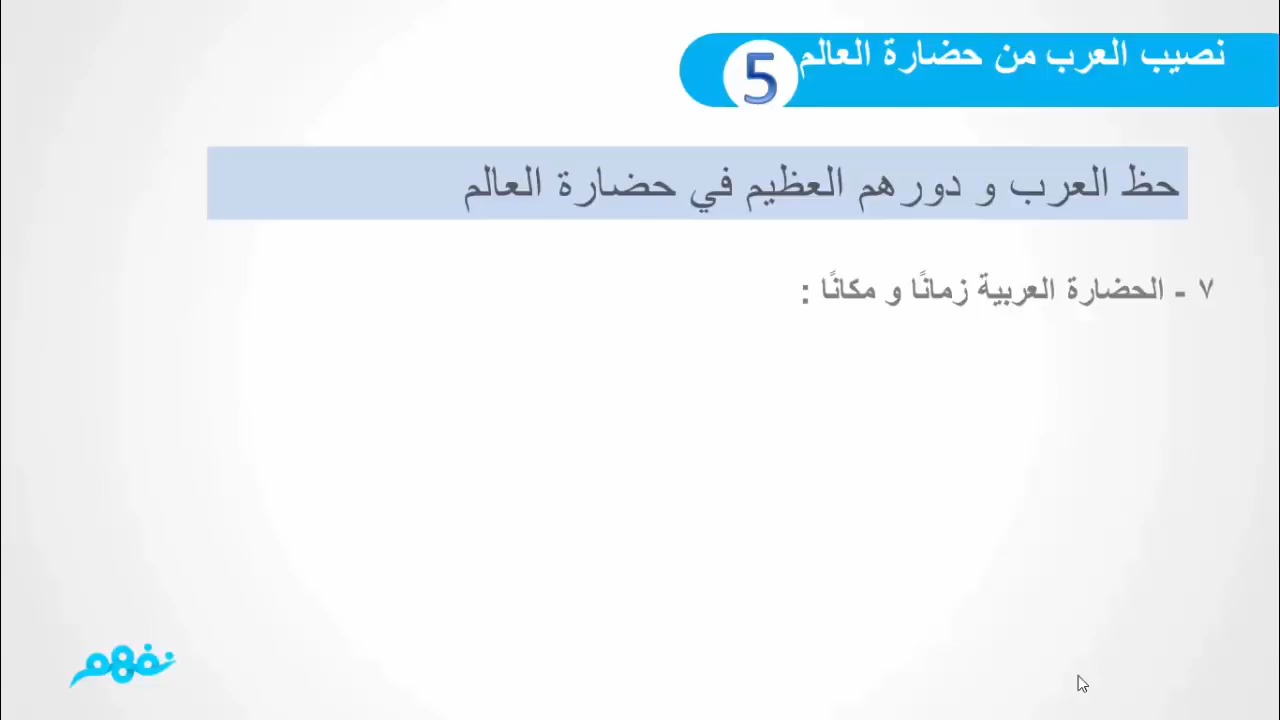 نصيب العرب من حضارة العالم
5
حظ العرب و دورهم العظيم في حضارة العالم
٧ - الحضارة العربية زمانًا و مكانًا :
نفهم